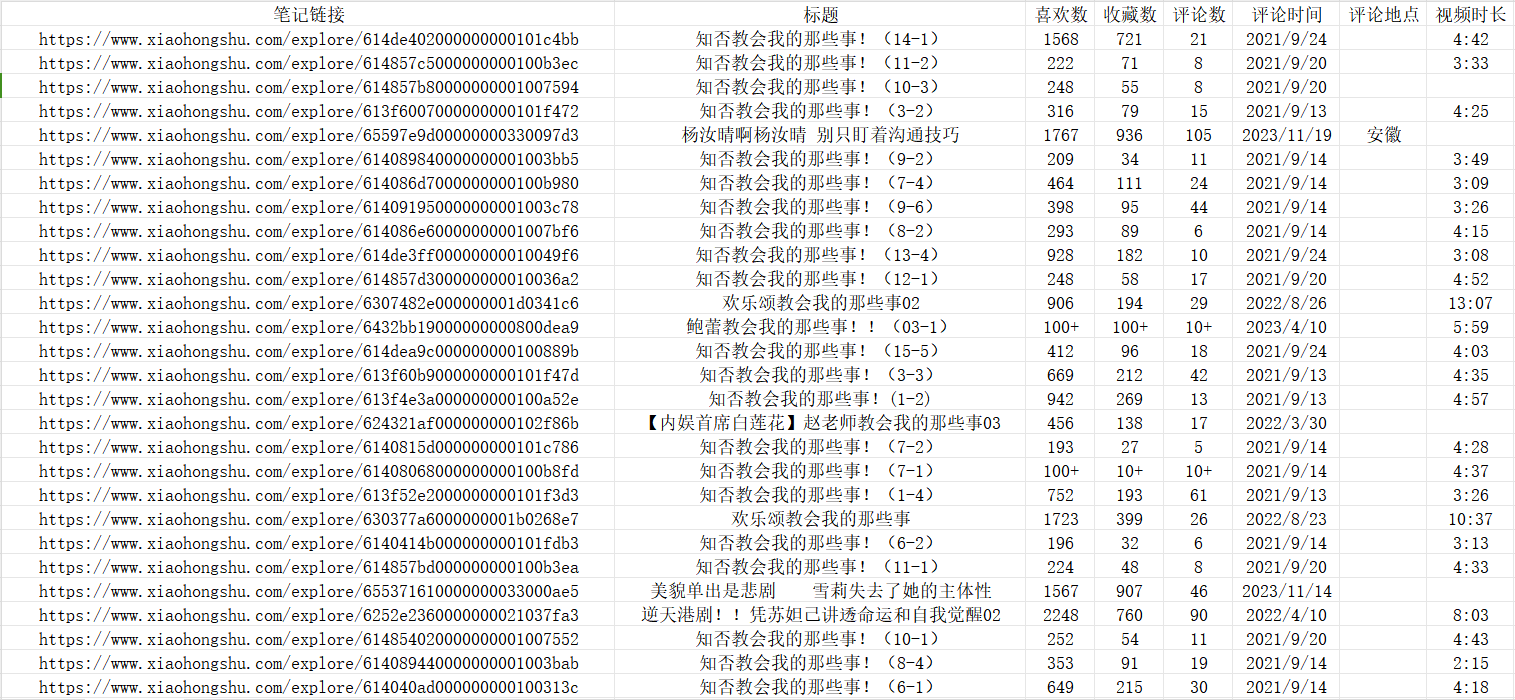 笔记链接 标题 喜欢数 收藏数 评论数 评论时间 评论地点 视频时长
https://www.xiaohongshu.com/explore/614de402000000000101c4bb 知否教会我的那些事！（14-1） 1568 721 21 2021/9/24 4:42
https://www.xiaohongshu.com/explore/614857c5000000000100b3ec 知否教会我的那些事！（11-2） 222 71 8 2021/9/20 3:33
https://www.xiaohongshu.com/explore/614857b80000000001007594 知否教会我的那些事！（10-3） 248 55 8 2021/9/20
https://www.xiaohongshu.com/explore/613f6007000000000101f472 知否教会我的那些事！（3-2） 316 79 15 2021/9/13 4:25
https://www.xiaohongshu.com/explore/65597e9d00000000330097d3 杨汝晴啊杨汝晴 别只盯着沟通技巧 1767 936 105 2023/11/19 安徽
https://www.xiaohongshu.com/explore/614089840000000001003bb5 知否教会我的那些事！（9-2） 209 34 11 2021/9/14 3:49
https://www.xiaohongshu.com/explore/614086d7000000000100b980 知否教会我的那些事！（7-4） 464 111 24 2021/9/14 3:09
https://www.xiaohongshu.com/explore/614091950000000001003c78 知否教会我的那些事！（9-6） 398 95 44 2021/9/14 3:26
https://www.xiaohongshu.com/explore/614086e60000000001007bf6 知否教会我的那些事！（8-2） 293 89 6 2021/9/14 4:15
https://www.xiaohongshu.com/explore/614de3ff00000000010049f6 知否教会我的那些事！（13-4） 928 182 10 2021/9/24 3:08
https://www.xiaohongshu.com/explore/614857d300000000010036a2 知否教会我的那些事！（12-1） 248 58 17 2021/9/20 4:52
https://www.xiaohongshu.com/explore/6307482e000000001d0341c6 欢乐颂教会我的那些事02 906 194 29 2022/8/26 13:07
https://www.xiaohongshu.com/explore/6432bb19000000000800dea9 鲍蕾教会我的那些事！！（03-1） 100+ 100+ 10+ 2023/4/10 5:59
https://www.xiaohongshu.com/explore/614dea9c000000000100889b 知否教会我的那些事！（15-5） 412 96 18 2021/9/24 4:03
https://www.xiaohongshu.com/explore/613f60b9000000000101f47d 知否教会我的那些事！（3-3） 669 212 42 2021/9/13 4:35
https://www.xiaohongshu.com/explore/613f4e3a000000000100a52e 知否教会我的那些事！(1-2) 942 269 13 2021/9/13 4:57
https://www.xiaohongshu.com/explore/624321af000000000102f86b 【内娱首席白莲花】赵老师教会我的那些事03 456 138 17 2022/3/30
https://www.xiaohongshu.com/explore/6140815d000000000101c786 知否教会我的那些事！（7-2） 193 27 5 2021/9/14 4:28
https://www.xiaohongshu.com/explore/61408068000000000100b8fd 知否教会我的那些事！（7-1） 100+ 10+ 10+ 2021/9/14 4:37
https://www.xiaohongshu.com/explore/613f52e2000000000101f3d3 知否教会我的那些事！（1-4） 752 193 61 2021/9/13 3:26
https://www.xiaohongshu.com/explore/630377a6000000001b0268e7 欢乐颂教会我的那些事 1723 399 26 2022/8/23 10:37
https://www.xiaohongshu.com/explore/6140414b000000000101fdb3 知否教会我的那些事！（6-2） 196 32 6 2021/9/14 3:13
https://www.xiaohongshu.com/explore/614857bd000000000100b3ea 知否教会我的那些事！（11-1） 224 48 8 2021/9/20 4:33
https://www.xiaohongshu.com/explore/655371610000000033000ae5 美貌单出是悲剧 雪莉失去了她的主体性 1567 907 46 2023/11/14
https://www.xiaohongshu.com/explore/6252e2360000000021037fa3 逆天港剧！！凭苏妲己讲透命运和自我觉醒02 2248 760 90 2022/4/10 8:03
https://www.xiaohongshu.com/explore/614854020000000001007552 知否教会我的那些事！（10-1） 252 54 11 2021/9/20 4:43
https://www.xiaohongshu.com/explore/614089440000000001003bab 知否教会我的那些事！（8-4） 353 91 19 2021/9/14 2:15
https://www.xiaohongshu.com/explore/614040ad000000000100313c 知否教会我的那些事！（6-1） 649 215 30 2021/9/14 4:18